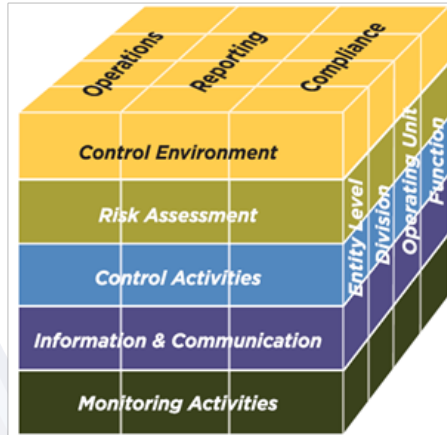 Operations
Reporting
Compliance
Control Environment
Risk Assessment
Control Activities
Information & Communication
Monitoring Activities
Entity Level
Division
Operating Unit
Function